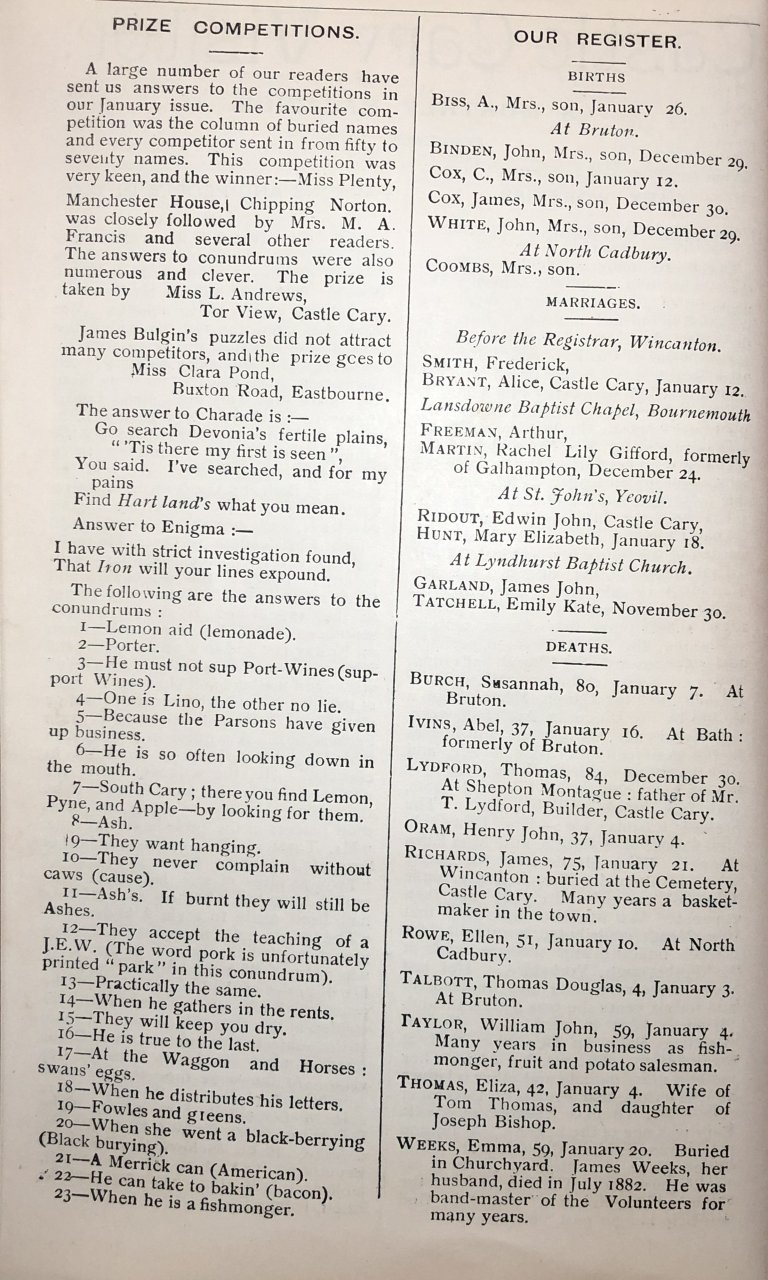 PRIZE COMPETITIONS.
A large number of our readers have
sent us answers to the competitions in
our January issue. The favourite com-
petition was the column of buried names
and every competitor sent in from fifty to
seventy names. This competition was
very keen, and the winner:—Miss Plenty,
Manchester House, Chipping Norton.
was closely followed by Mrs. M. A.
Francis and several other readers.
The answers to conundrums were also
numerous and clever. The prize is
taken by Miss L. Andrews,
Tor View, Castle Cary.
James Bulgin's puzzles did not attract
many competitors, and the prize goes to
Miss Clara Pond,
Buxton Road, Eastbourne.
The answer to Charade is :—
Go search Devonia's fertile plains,
"'Tis there my first is seen",
You said. I've searched, and for my
pains
Find Hart land's what you mean.
Answer to Enigma :—
I have with strict investigation found,
That Iron will your lines expound.
The following are the answers to the
conundrums :
1—Lemon aid (lemonade).
2—Porter.
3—He must not sup Port-Wines (sup-
port Wines).
4—One is Lino, the other no lie.
5—Because the Parsons have given
up business.
6—He is so often looking down in
the mouth.
7—South Cary ; there you find Lemon,
Pyne, and Apple—by looking for them.
8—Ash.
9—They want hanging.
10—They never complain without
caws (cause).
11—Ash's. If burnt they will still be
Ashes.
12—They accept the teaching of a
J.E.W. (The word pork is unfortunately
printed "park" in this conundrum).
13—Practically the same.
14—When he gathers in the rents.
15—They will keep you dry.
16—He is true to the last.
17—At the Waggon and Horses :
swans' eggs.
18—When he distributes his letters.
19—Fowles and greens.
20—When she went a black-berrying
(Black burying).
21—A Merrick can (American).
22—He can take to bakin' (bacon).
23—When he is a fishmonger.
OUR REGISTER.
BIRTHS
BISS, A., Mrs., son, January 26.
At Bruton.
BINDEN, John, Mrs., son, December 29.
COX, C., Mrs., son, January 12.
COX, James, Mrs., son, December 30.
WHITE, John, Mrs., son, December 29.
At North Cadbury.
COOMBS, Mrs., son.
MARRIAGES.
Before the Registrar, Wincanton.
SMITH, Frederick,
BRYANT, Alice, Castle Cary, January 12.
Lansdowne Baptist Chapel, Bournemouth
FREEMAN, Arthur,
MARTIN, Rachel Lily Gifford, formerly
of Galhampton, December 24.
At St. John's, Yeovil.
RIDOUT, Edwin John, Castle Cary,
HUNT, Mary Elizabeth, January 18.
At Lyndhurst Baptist Church.
GARLAND, James John,
TATCHELL, Emily Kate, November 30.
DEATHS.
BURCH, Susannah, 80, January 7. At
Bruton.
IVINS, Abel, 37, January 16. At Bath :
formerly of Bruton.
LYDFORD, Thomas, 84, December 30.
At Shepton Montague : father of Mr.
T. Lydford, Builder, Castle Cary.
ORAM, Henry John, 37, January 4.
RICHARDS, James, 75, January 21. At
Wincanton : buried at the Cemetery,
Castle Cary. Many years a basket-
maker in the town.
ROWE, Ellen, 51, January 10. At North
Cadbury.
TALBOTT, Thomas Douglas, 4, January 3.
At Bruton.
TAYLOR, William John, 59, January 4.
Many years in business as fish-
monger, fruit and potato salesman.
THOMAS, Eliza, 42, January 4. Wife of
Tom Thomas, and daughter of
Joseph Bishop.
WEEKS, Emma, 59, January 20. Buried
in Churchyard. James Weeks, her
husband, died in July 1882. He was
band-master of the Volunteers for
many years.